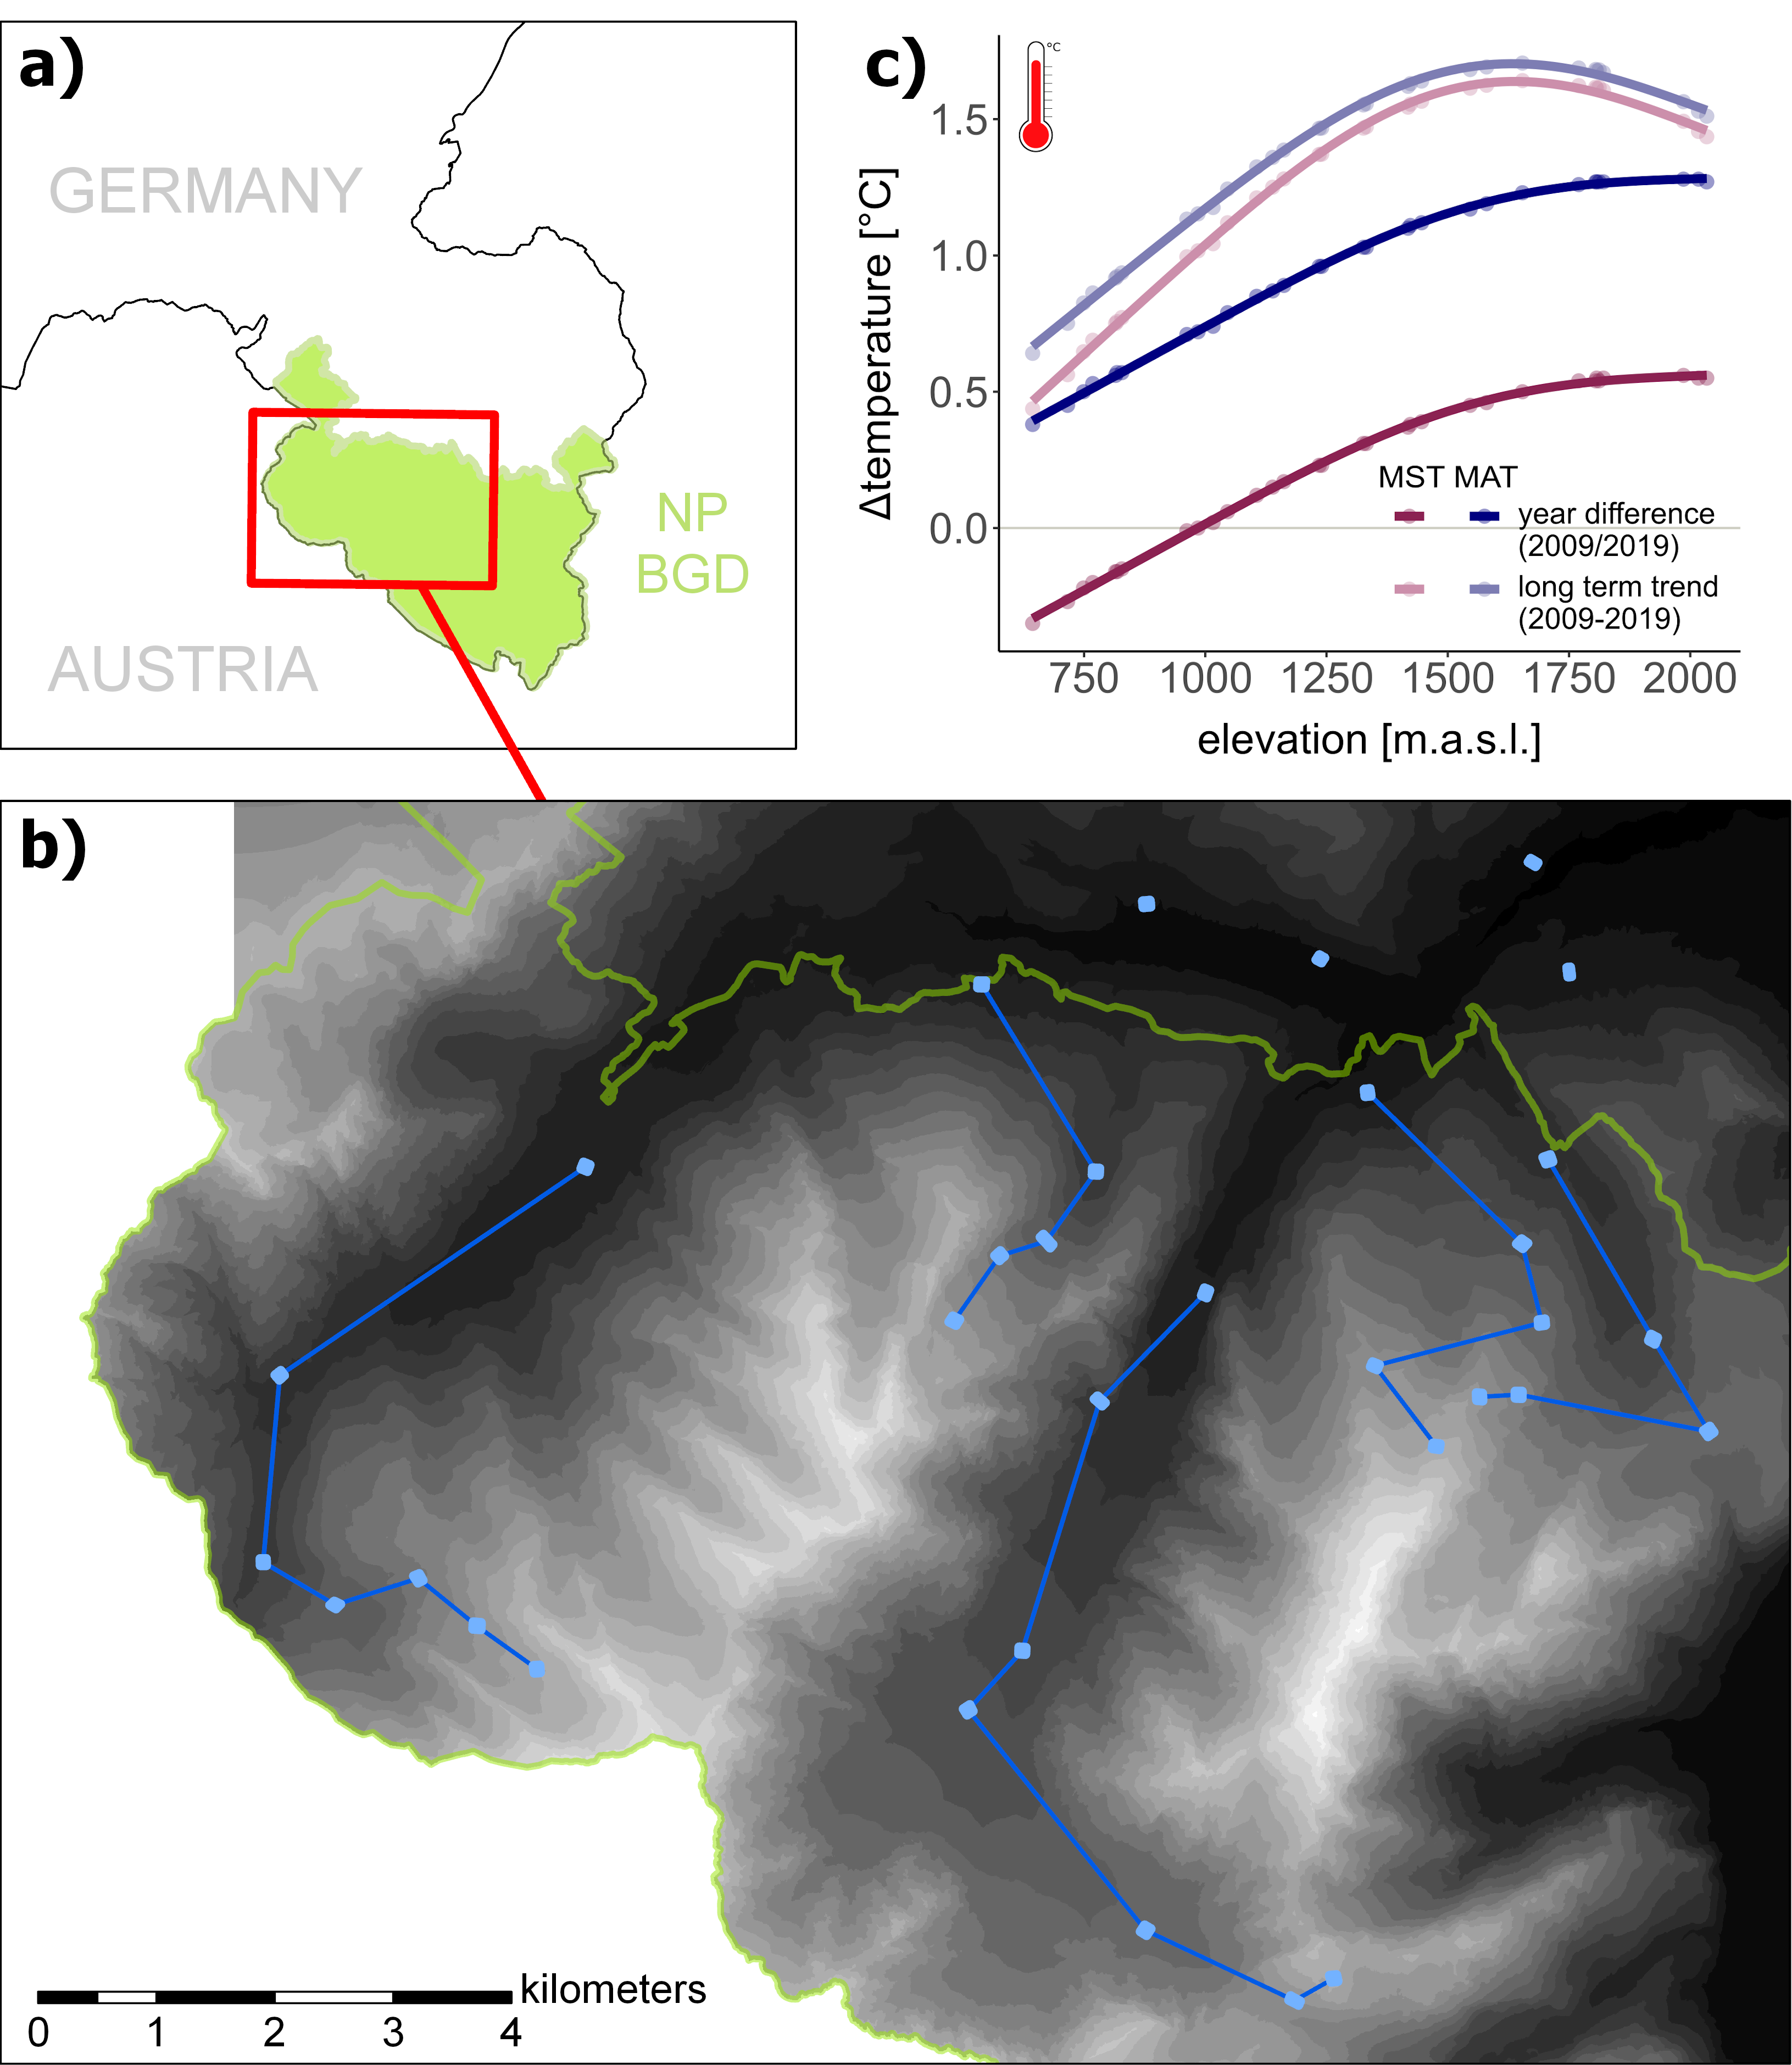 a)
GERMANY
AUSTRIA
NP
BGD
c)
°C
Δtemperature [°C]
1.5
1.0
0.5
0.0
MST MAT
year difference
(2009/2019)
long term trend
(2009-2019)
750 1000 1250 1500 1750 2000
elevation [m.a.s.l.]
b)
kilometers
0 1 2 3 4